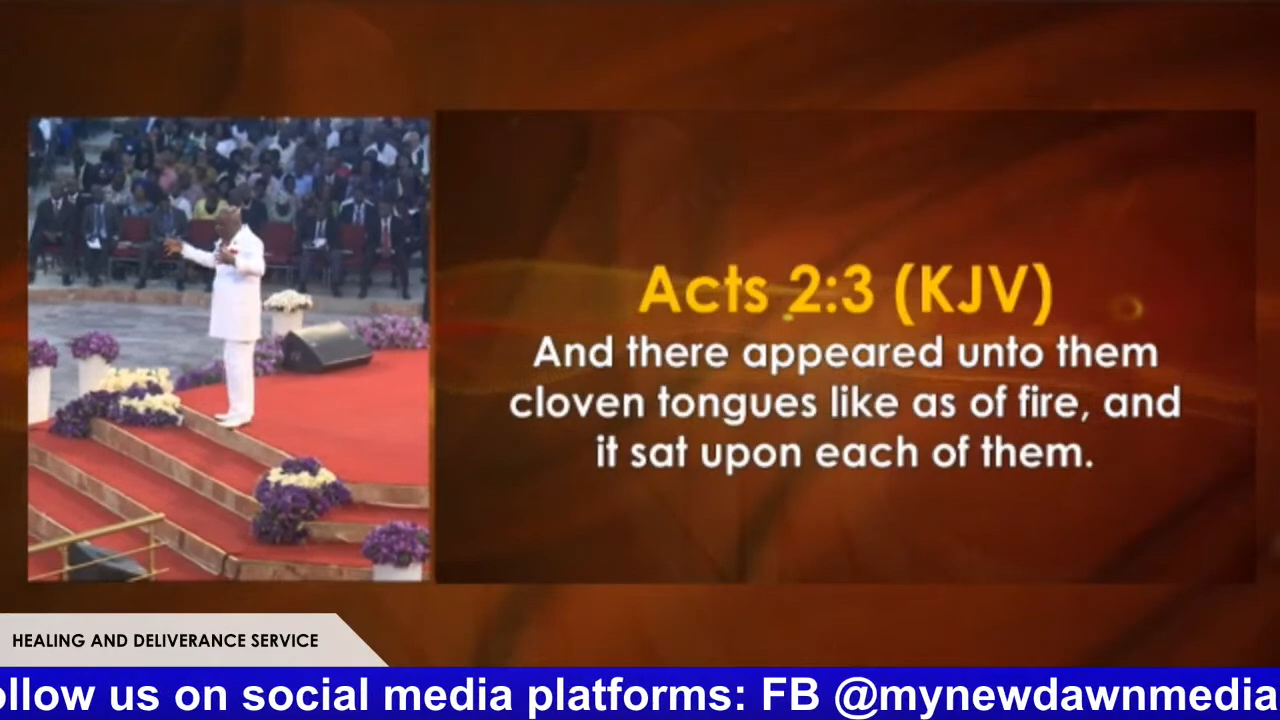 Acts 2:3 (KJV)
And there appeared unto them
cloven tongues like as of fire, and
it sat upon each of them.
HEALING AND DELIVERANCE SERVICE
ollow us on social media platforms: FB @mynewdawnmedia